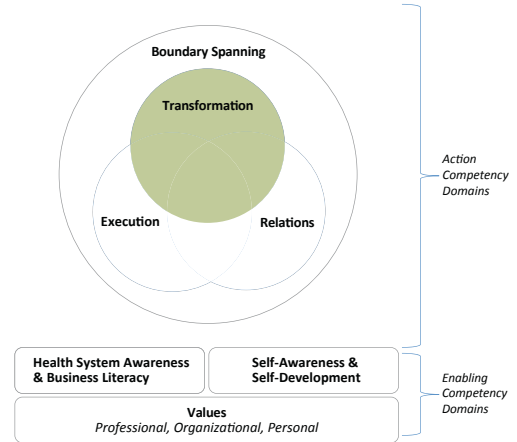 Boundary Spanning
Transformation
Action
Competency
Domains
Execution
Relations
Health System Awareness
& Business Literacy
Self-Awareness &
Self-Development
Enabling
Competency
Domains
Values
Professional, Organizational, Personal